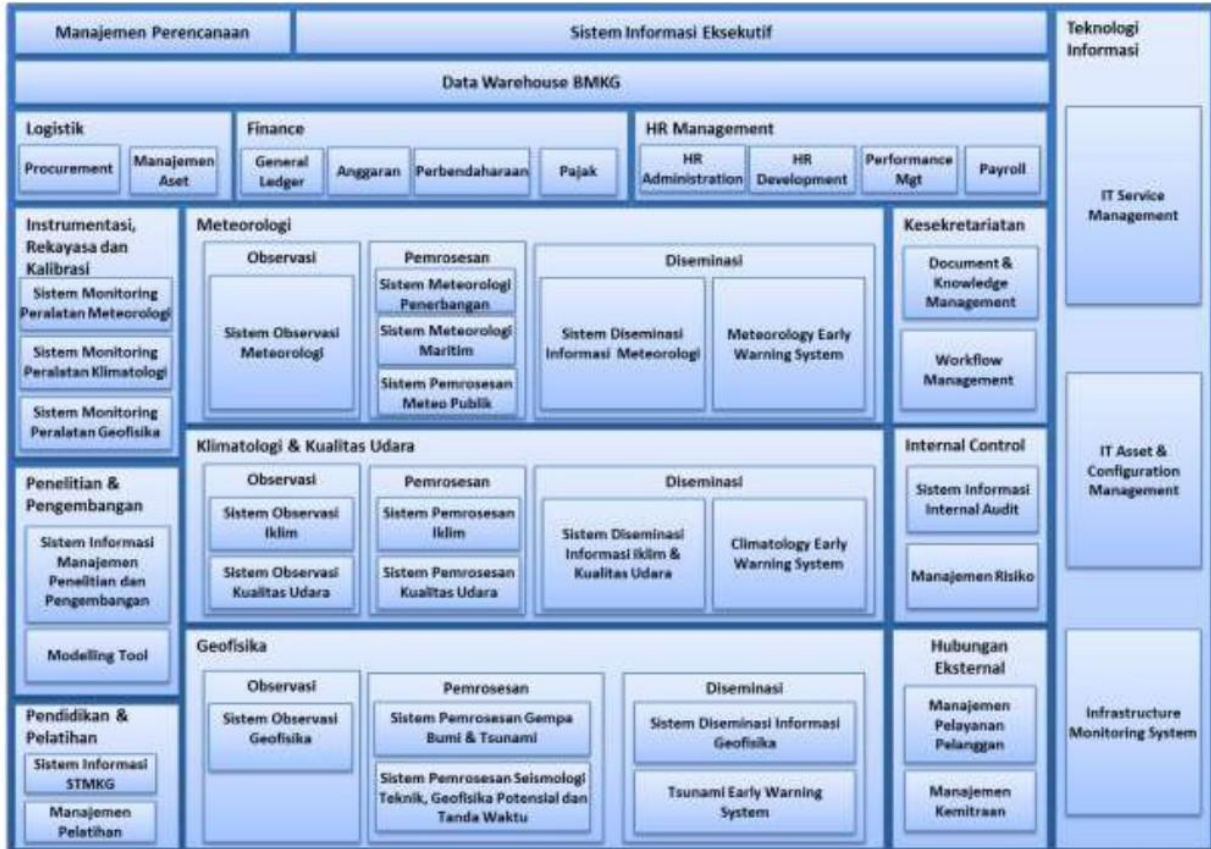 Manajemen Perencanaan
Sistem Informasi Eksekutif
Data Warehouse BMKG
Logistik
Procurement
Manajemen
Aset
Finance
General
Ledger
Anggaran
Perbendaharaan
Pajak
HR Management
HR
Administration
HR
Development
Performance
Mgt
Payroll
Instrumentasi,
Rekayasa dan
Kalibrasi
Sistem Monitoring
Peralatan Meteorologi
Sistem Monitoring
Peralatan Klimatologi
Sistem Monitoring
Peralatan Geofisika
Meteorologi
Observasi
Sistem Observasi
Meteorologi
Pemrosesan
Sistem Meteorologi
Penerbangan
Sistem Meteorologi
Maritim
Sistem Pemrosesan
Meteo Publik
Diseminasi
Sistem Diseminasi
Informasi Meteorologi
Meteorology Early
Warning System
Kesekretariatan
Document &
Knowledge
Management
Workflow
Management
Penelitian &
Pengembangan
Sistem Informasi
Manajemen
Penelitian dan
Pengembangan
Modelling Tool
Klimatologi & Kualitas Udara
Observasi
Sistem Observasi
Iklim
Sistem Observasi
Kualitas Udara
Pemrosesan
Sistem Pemrosesan
Iklim
Sistem Pemrosesan
Kualitas Udara
Diseminasi
Sistem Diseminasi
Informasi Iklim &
Kualitas Udara
Climatology Early
Warning System
Internal Control
Sistem Informasi
Internal Audit
Manajemen Risiko
Pendidikan &
Pelatihan
Sistem Informasi
STMKG
Manajemen
Pelatihan
Geofisika
Observasi
Sistem Observasi
Geofisika
Pemrosesan
Sistem Pemrosesan Gempa
Bumi & Tsunami
Sistem Pemrosesan Seismologi
Teknik, Geofisika Potensial dan
Tanda Waktu
Diseminasi
Sistem Diseminasi Informasi
Geofisika
Tsunami Early Warning
System
Hubungan
Eksternal
Manajemen
Pelayanan
Pelanggan
Manajemen
Kemitraan
Teknologi
Informasi
IT Service
Management
IT Asset &
Configuration
Management
Infrastructure
Monitoring System